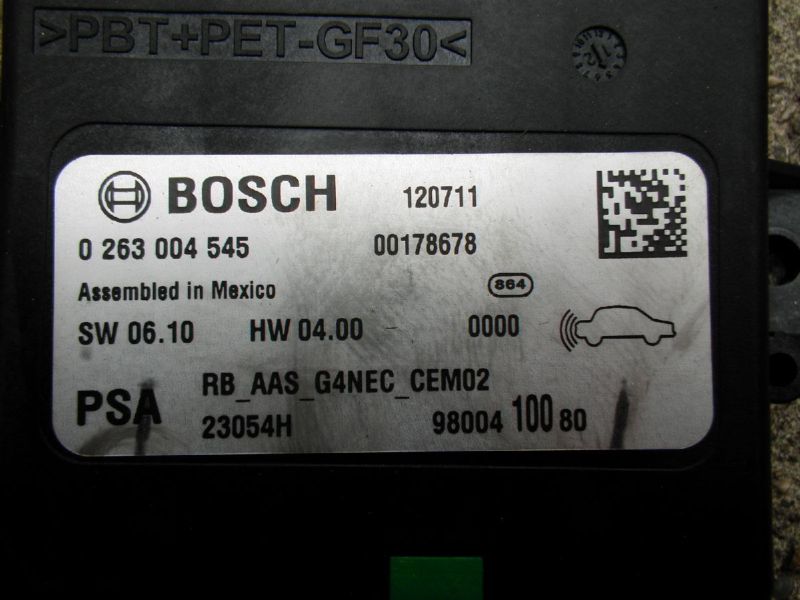 >PBT+PET-GF30<
BOSCH 120711
0 263 004 545 00178678
Assembled in Mexico 864
SW 06.10 HW 04.00 0000
PSA RB_AAS_G4NEC_CEM02
23054H 98004 100 80